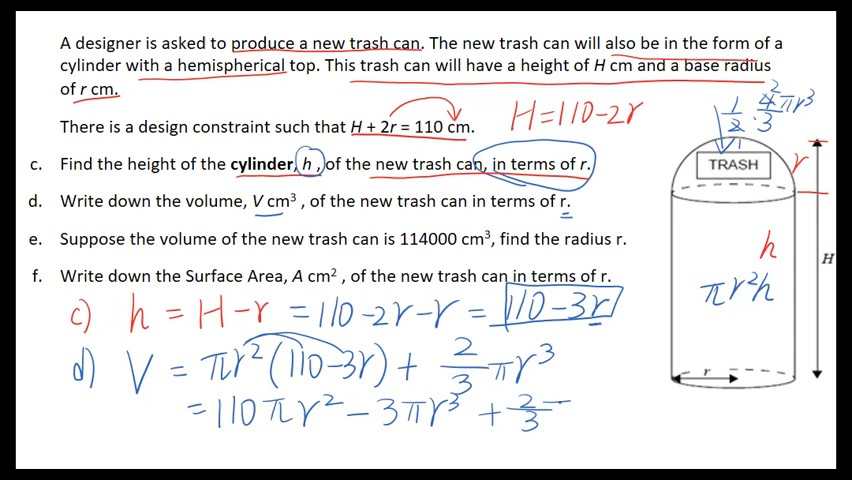 A designer is asked to produce a new trash can. The new trash can will also be in the form of a
cylinder with a hemispherical top. This trash can will have a height of H cm and a base radius
of r cm.
There is a design constraint such that H + 2r = 110 cm.
H = 110 - 2r
1/2 · 4/3 πr³
2
TRASH
r
c. Find the height of the cylinder, h , of the new trash can, in terms of r.
d. Write down the volume, V cm³ , of the new trash can in terms of r.
e. Suppose the volume of the new trash can is 114000 cm³, find the radius r.
f. Write down the Surface Area, A cm² , of the new trash can in terms of r.
h
H
πr²h
r
c) h = H - r = 110 - 2r - r = 110 - 3r
d) V = πr² (110 - 3r) + 2/3 πr³
= 110πr² - 3πr³ + 2/3